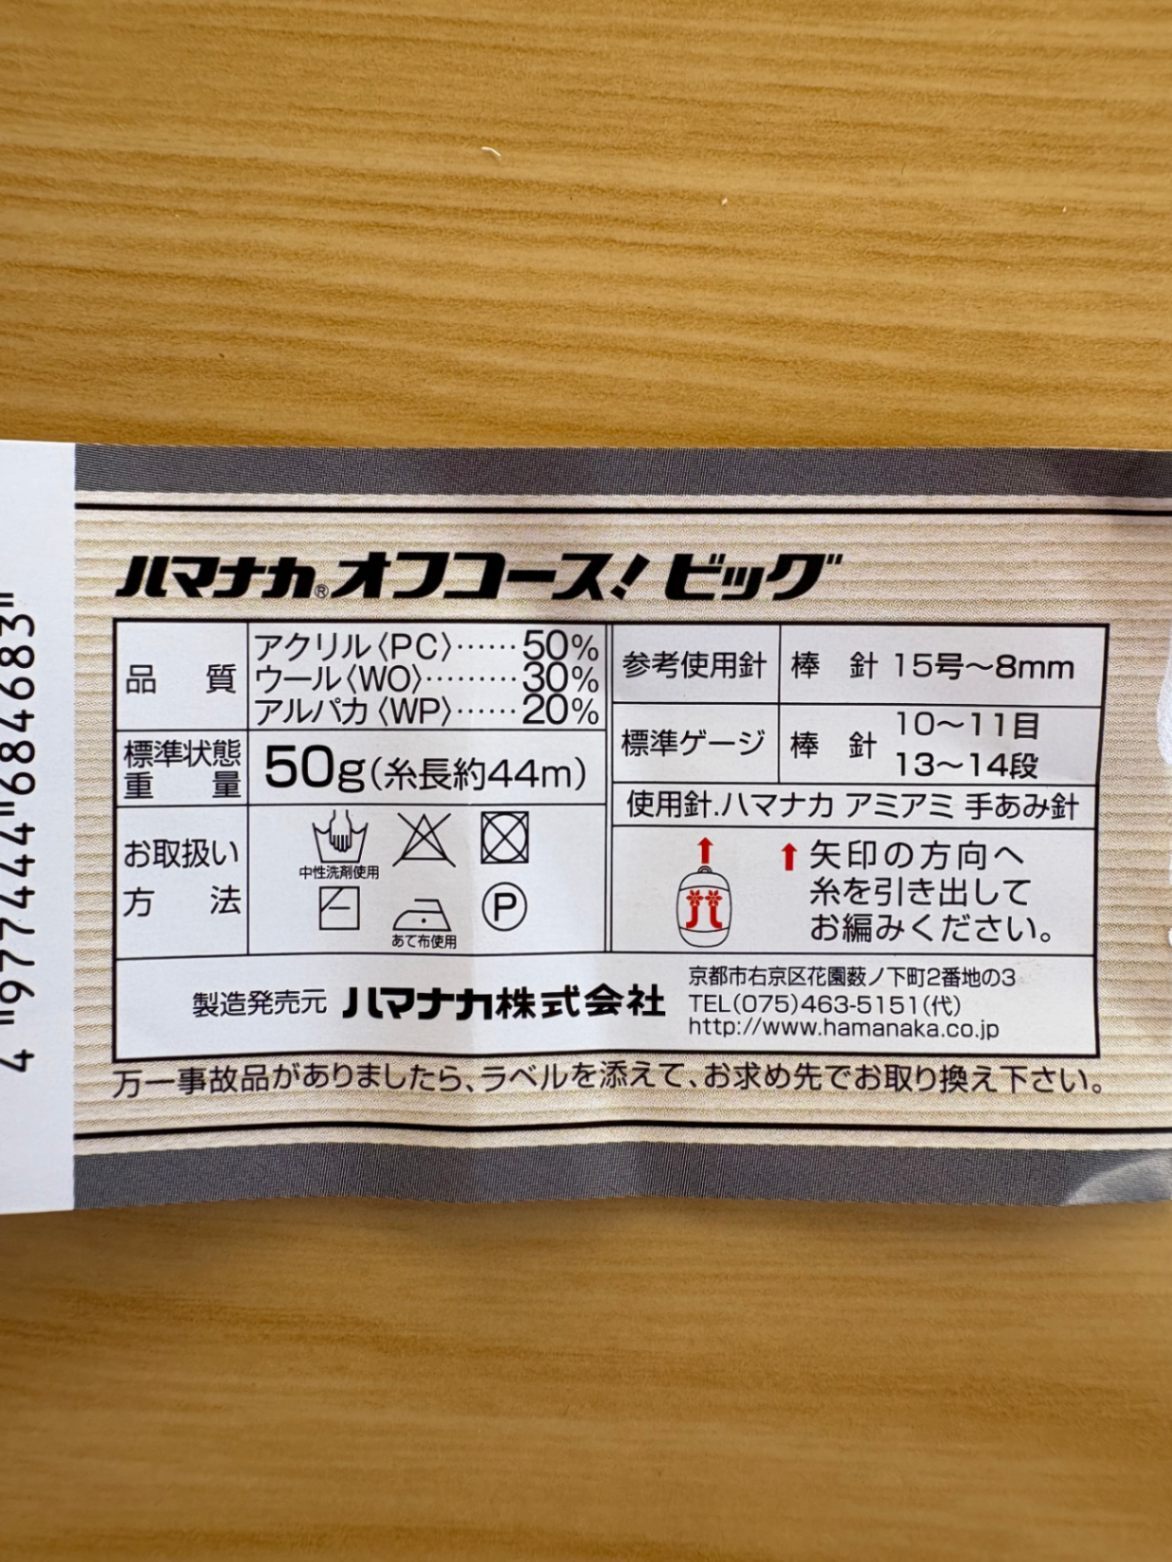 4"977444"684683"
ハマナカ®オフコース!ビッグ
品 質
アクリル〈PC〉……50%
ウール〈WO〉………30%
アルパカ〈WP〉……20%
標準状態
重 量
50g(糸長約44m)
お取扱い
方 法
中性洗剤使用
あて布使用
P
参考使用針
棒 針 15号~8mm
標準ゲージ
棒 針
10~11目
13~14段
使用針.ハマナカ アミアミ 手あみ針
矢印の方向へ
糸を引き出して
お編みください。
製造発売元 ハマナカ株式会社
京都市右京区花園薮ノ下町2番地の3
TEL(075)463-5151(代)
http://www.hamanaka.co.jp
万一事故品がありましたら、ラベルを添えて、お求め先でお取り換え下さい。